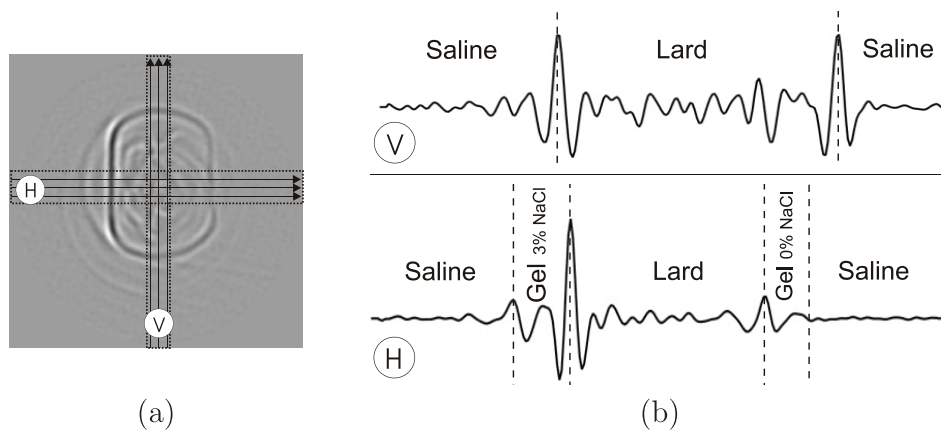 H
V
(a)
Saline
Lard
Saline
V
Saline
Gel 3% NaCl
Lard
Gel 0% NaCl
Saline
H
(b)